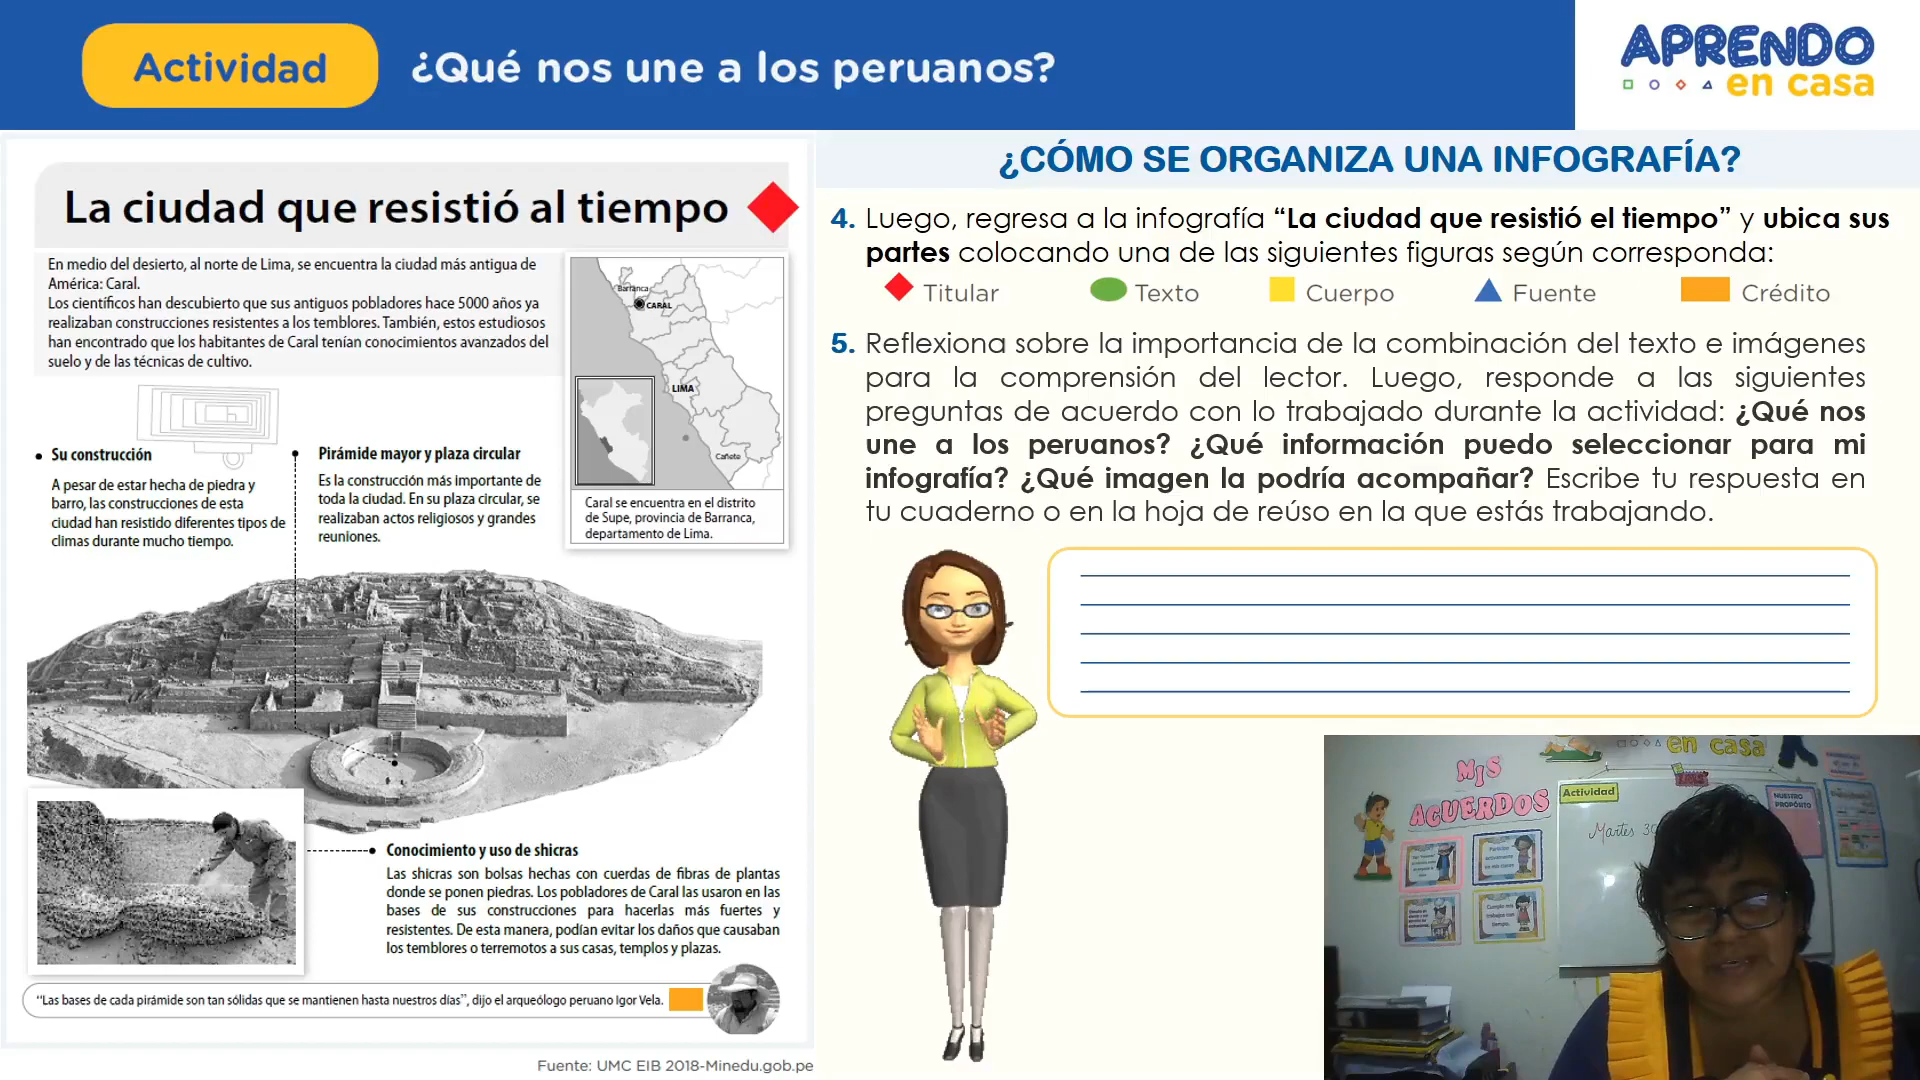 Actividad
¿Qué nos une a los peruanos?
APRENDO
en casa
La ciudad que resistió al tiempo
En medio del desierto, al norte de Lima, se encuentra la ciudad más antigua de
América: Caral.
Los científicos han descubierto que sus antiguos pobladores hace 5000 años ya
realizaban construcciones resistentes a los temblores. También, estos estudiosos
han encontrado que los habitantes de Caral tenían conocimientos avanzados del
suelo y de las técnicas de cultivo.
Barranca
CARAL
LIMA
Cañete
Caral se encuentra en el distrito
de Supe, provincia de Barranca,
departamento de Lima.
Su construcción
A pesar de estar hecha de piedra y
barro, las construcciones de esta
ciudad han resistido diferentes tipos de
climas durante mucho tiempo.
Pirámide mayor y plaza circular
Es la construcción más importante de
toda la ciudad. En su plaza circular, se
realizaban actos religiosos y grandes
reuniones.
Conocimiento y uso de shicras
Las shicras son bolsas hechas con cuerdas de fibras de plantas
donde se ponen piedras. Los pobladores de Caral las usaron en las
bases de sus construcciones para hacerlas más fuertes y
resistentes. De esta manera, podían evitar los daños que causaban
los temblores o terremotos a sus casas, templos y plazas.
“Las bases de cada pirámide son tan sólidas que se mantienen hasta nuestros días”, dijo el arqueólogo peruano Igor Vela.
Fuente: UMC EIB 2018-Minedu.gob.pe
¿CÓMO SE ORGANIZA UNA INFOGRAFÍA?
4. Luego, regresa a la infografía “La ciudad que resistió el tiempo” y ubica sus
partes colocando una de las siguientes figuras según corresponda:
Titular Texto Cuerpo Fuente Crédito
5. Reflexiona sobre la importancia de la combinación del texto e imágenes
para la comprensión del lector. Luego, responde a las siguientes
preguntas de acuerdo con lo trabajado durante la actividad: ¿Qué nos
une a los peruanos? ¿Qué información puedo seleccionar para mi
infografía? ¿Qué imagen la podría acompañar? Escribe tu respuesta en
tu cuaderno o en la hoja de reúso en la que estás trabajando.
en casa
MIS
ACUERDOS
Actividad
Martes 30
NUESTRO
PROPÓSITO